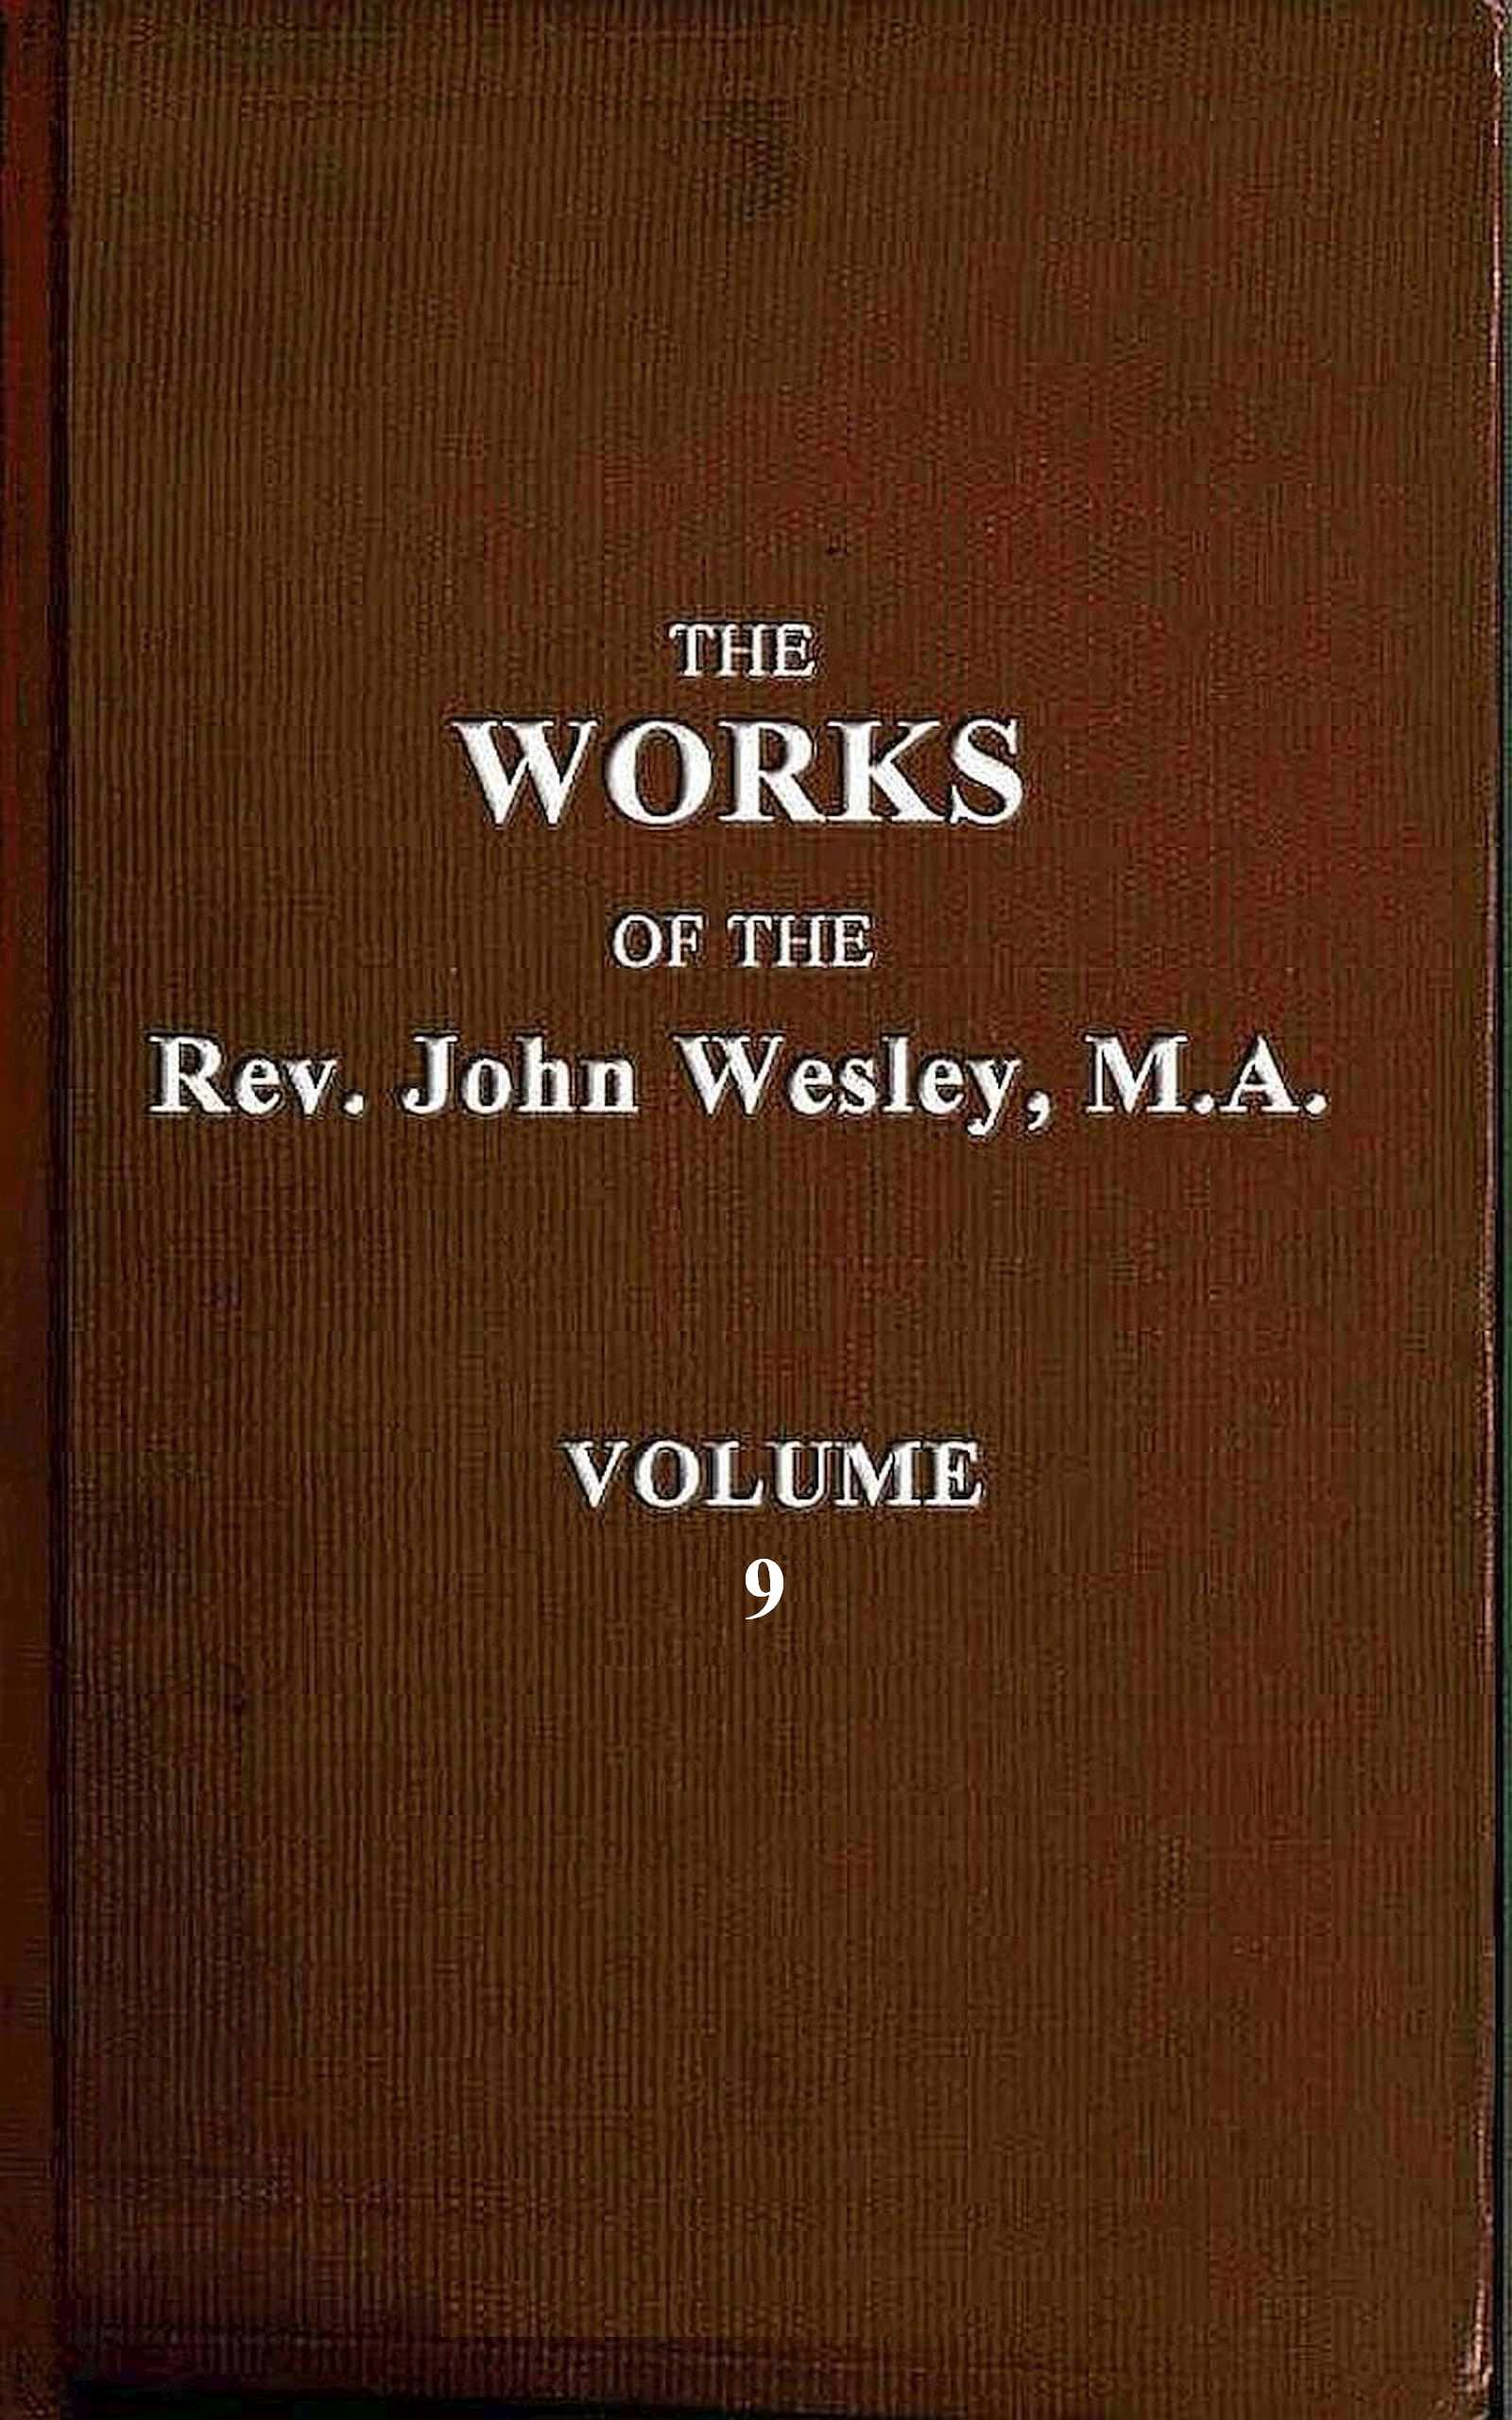 THE
WORKS
OF THE
Rev. John Wesley, M.A.
VOLUME
9